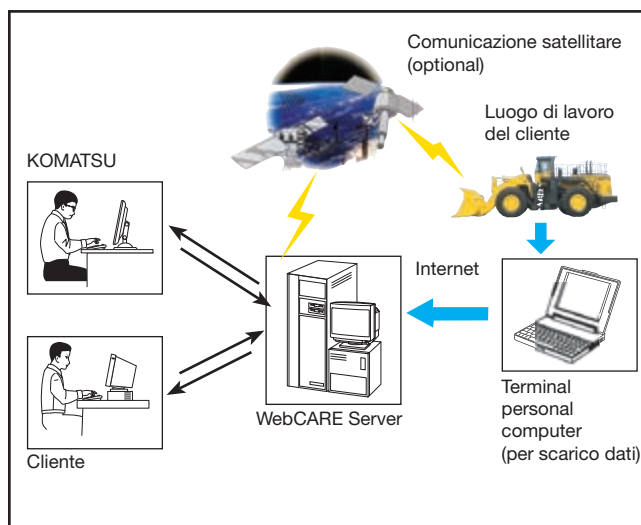 Comunicazione satellitare
(optional)
Luogo di lavoro
del cliente
KOMATSU
Internet
WebCARE Server
Terminal
personal
computer
(per scarico dati)
Cliente